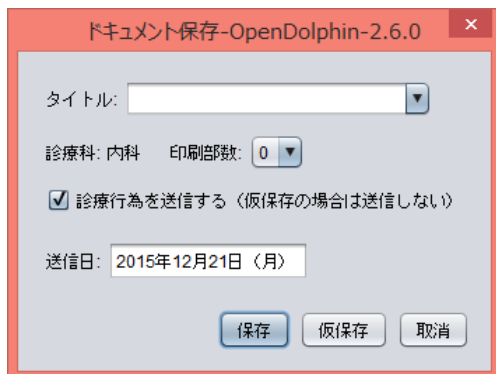 ドキュメント保存-OpenDolphin-2.6.0
タイトル:
診療科: 内科 印刷部数: 0
診療行為を送信する（仮保存の場合は送信しない）
送信日: 2015年12月21日（月）
保存 仮保存 取消